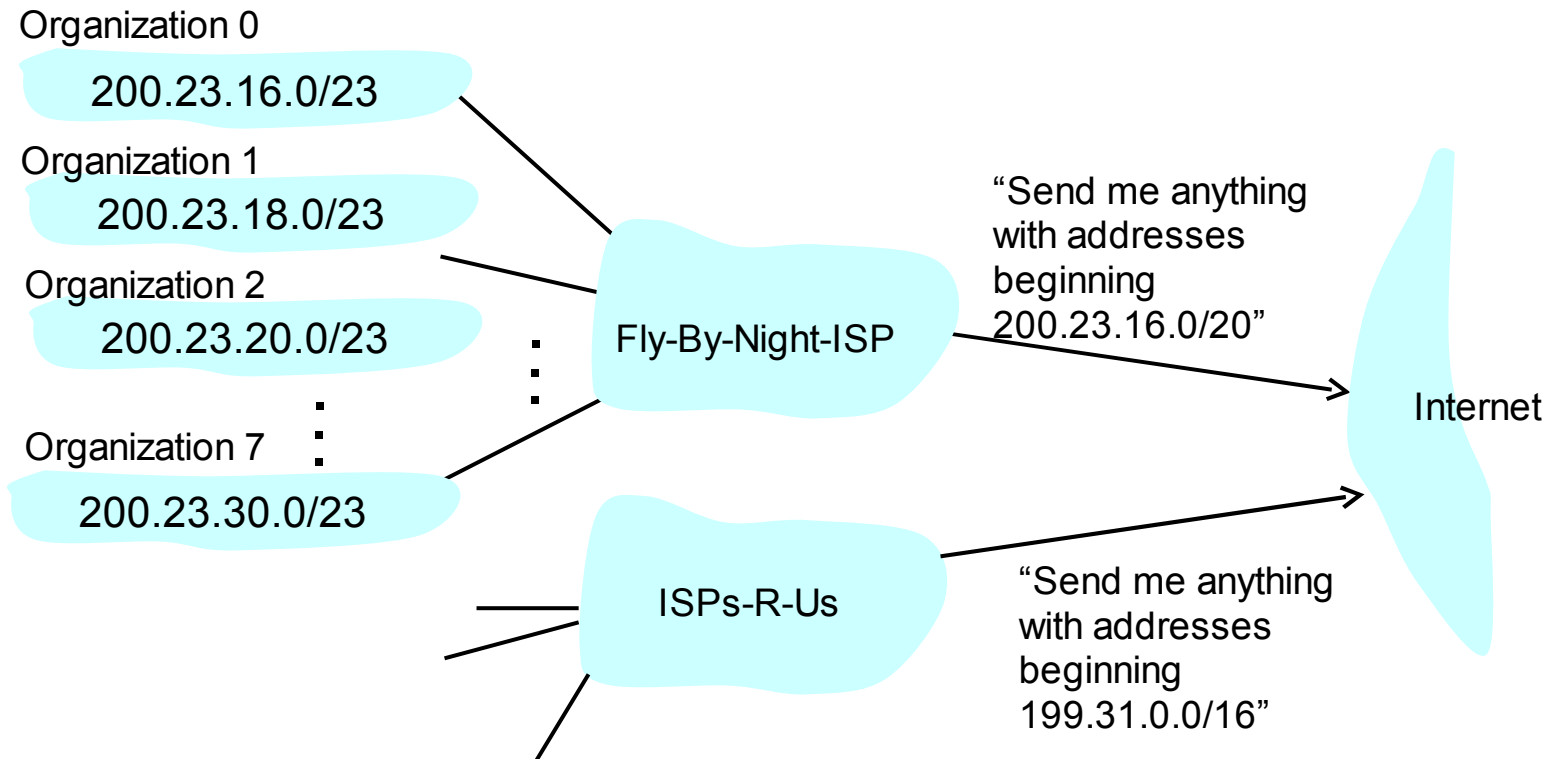 Organization 0
200.23.16.0/23
Organization 1
200.23.18.0/23
Organization 2
200.23.20.0/23
Organization 7
200.23.30.0/23
Fly-By-Night-ISP
“Send me anything
with addresses
beginning
200.23.16.0/20”
Internet
ISPs-R-Us
“Send me anything
with addresses
beginning
199.31.0.0/16”